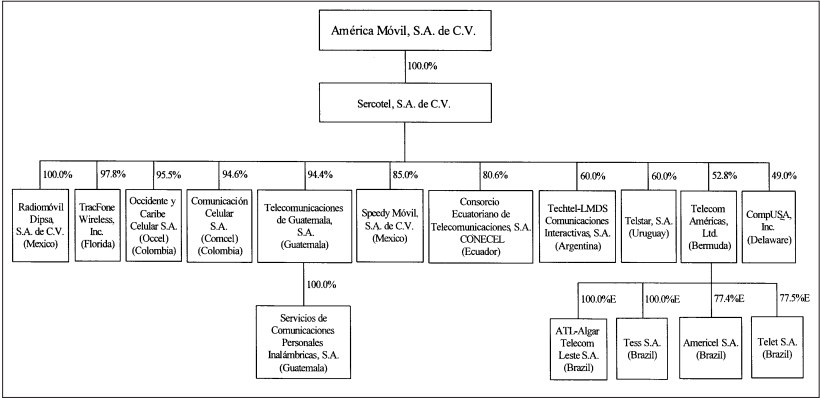 América Móvil, S.A. de C.V.
100.0%
Sercotel, S.A. de C.V.
100.0%
97.8%
95.5%
94.6%
94.4%
85.0%
80.6%
60.0%
60.0%
52.8%
49.0%
Radiomóvil
Dipsa,
S.A. de C.V.
(Mexico)
TracFone
Wireless,
Inc.
(Florida)
Occidente y
Caribe
Celular S.A.
(Occel)
(Colombia)
Comunicación
Celular
S.A.
(Comcel)
(Colombia)
Telecomunicaciones
de Guatemala,
S.A.
(Guatemala)
Speedy Móvil,
S.A. de C.V.
(Mexico)
Consorcio
Ecuatoriano de
Telecomunicaciones, S.A.
CONECEL
(Ecuador)
Techtel-LMDS
Comunicaciones
Interactivas, S.A.
(Argentina)
Telstar, S.A.
(Uruguay)
Telecom
Américas,
Ltd.
(Bermuda)
CompUSA,
Inc.
(Delaware)
100.0%
Servicios de
Comunicaciones
Personales
Inalámbricas, S.A.
(Guatemala)
100.0%E
100.0%E
77.4%E
77.5%E
ATL-Algar
Telecom
Leste S.A.
(Brazil)
Tess S.A.
(Brazil)
Americel S.A.
(Brazil)
Telet S.A.
(Brazil)